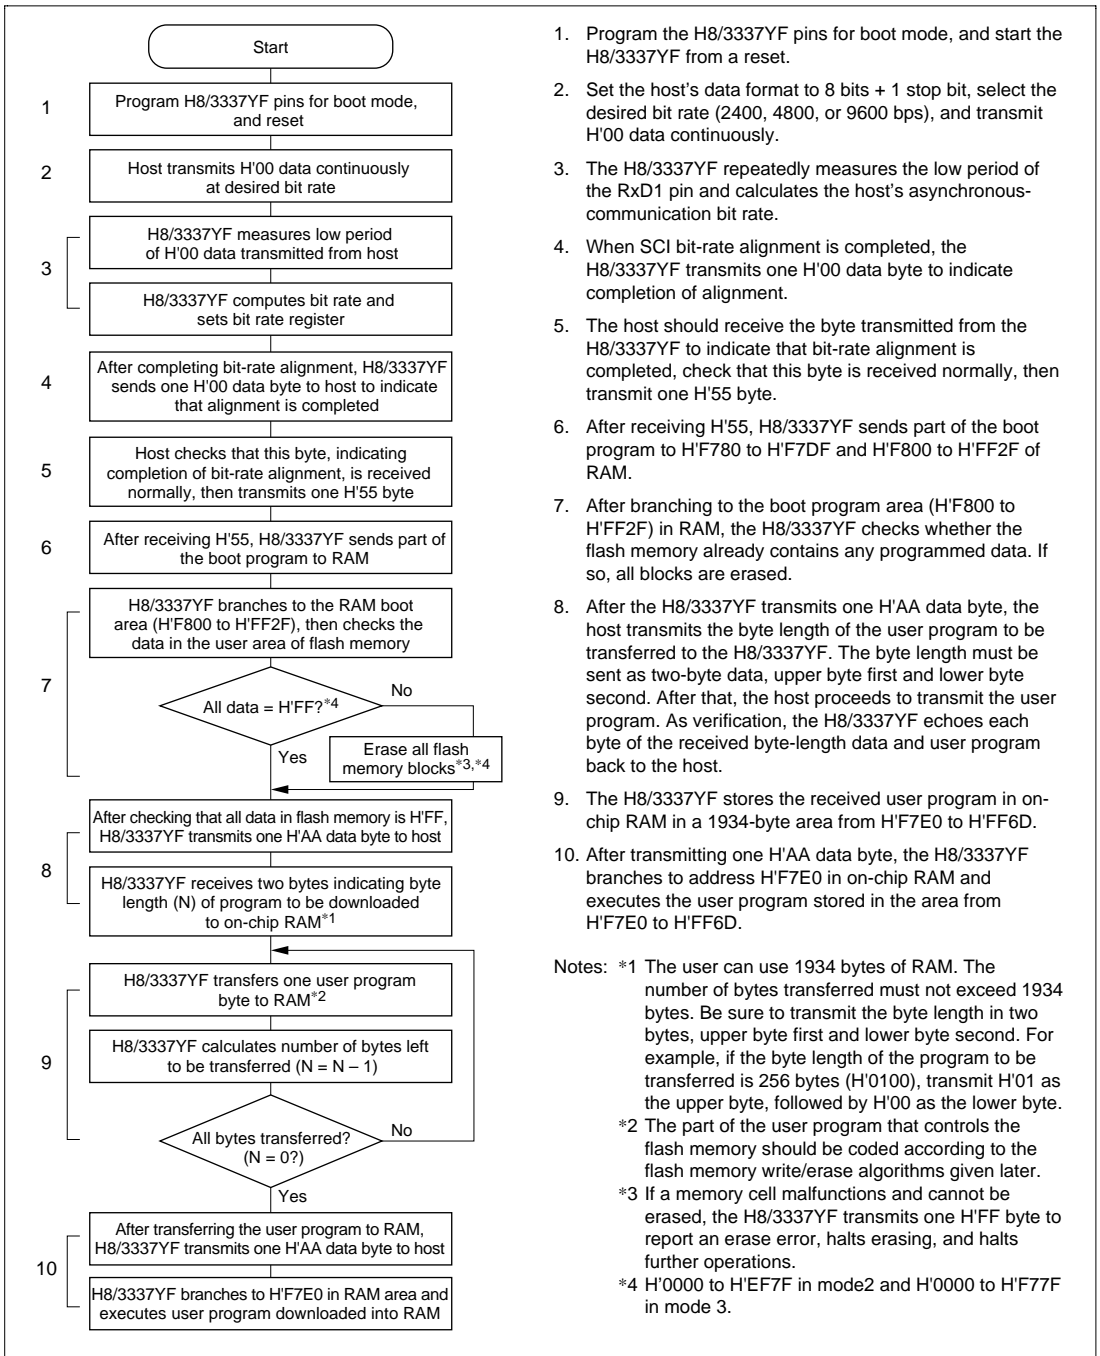 Start
1
Program H8/3337YF pins for boot mode,
and reset
2
Host transmits H'00 data continuously
at desired bit rate
3
H8/3337YF measures low period
of H'00 data transmitted from host
H8/3337YF computes bit rate and
sets bit rate register
4
After completing bit-rate alignment, H8/3337YF
sends one H'00 data byte to host to indicate
that alignment is completed
5
Host checks that this byte, indicating
completion of bit-rate alignment, is received
normally, then transmits one H'55 byte
6
After receiving H'55, H8/3337YF sends part of
the boot program to RAM
7
H8/3337YF branches to the RAM boot
area (H'F800 to H'FF2F), then checks the
data in the user area of flash memory
All data = H'FF?*4
No
Yes
Erase all flash
memory blocks*3,*4
8
After checking that all data in flash memory is H'FF,
H8/3337YF transmits one H'AA data byte to host
H8/3337YF receives two bytes indicating byte
length (N) of program to be downloaded
to on-chip RAM*1
9
H8/3337YF transfers one user program
byte to RAM*2
H8/3337YF calculates number of bytes left
to be transferred (N = N – 1)
All bytes transferred?
(N = 0?)
No
Yes
10
After transferring the user program to RAM,
H8/3337YF transmits one H'AA data byte to host
H8/3337YF branches to H'F7E0 in RAM area and
executes user program downloaded into RAM
1. Program the H8/3337YF pins for boot mode, and start the
H8/3337YF from a reset.
2. Set the host's data format to 8 bits + 1 stop bit, select the
desired bit rate (2400, 4800, or 9600 bps), and transmit
H'00 data continuously.
3. The H8/3337YF repeatedly measures the low period of
the RxD1 pin and calculates the host's asynchronous-
communication bit rate.
4. When SCI bit-rate alignment is completed, the
H8/3337YF transmits one H'00 data byte to indicate
completion of alignment.
5. The host should receive the byte transmitted from the
H8/3337YF to indicate that bit-rate alignment is
completed, check that this byte is received normally, then
transmit one H'55 byte.
6. After receiving H'55, H8/3337YF sends part of the boot
program to H'F780 to H'F7DF and H'F800 to H'FF2F of
RAM.
7. After branching to the boot program area (H'F800 to
H'FF2F) in RAM, the H8/3337YF checks whether the
flash memory already contains any programmed data. If
so, all blocks are erased.
8. After the H8/3337YF transmits one H'AA data byte, the
host transmits the byte length of the user program to be
transferred to the H8/3337YF. The byte length must be
sent as two-byte data, upper byte first and lower byte
second. After that, the host proceeds to transmit the user
program. As verification, the H8/3337YF echoes each
byte of the received byte-length data and user program
back to the host.
9. The H8/3337YF stores the received user program in on-
chip RAM in a 1934-byte area from H'F7E0 to H'FF6D.
10. After transmitting one H'AA data byte, the H8/3337YF
branches to address H'F7E0 in on-chip RAM and
executes the user program stored in the area from
H'F7E0 to H'FF6D.
Notes: *1 The user can use 1934 bytes of RAM. The
number of bytes transferred must not exceed 1934
bytes. Be sure to transmit the byte length in two
bytes, upper byte first and lower byte second. For
example, if the byte length of the program to be
transferred is 256 bytes (H'0100), transmit H'01 as
the upper byte, followed by H'00 as the lower byte.
*2 The part of the user program that controls the
flash memory should be coded according to the
flash memory write/erase algorithms given later.
*3 If a memory cell malfunctions and cannot be
erased, the H8/3337YF transmits one H'FF byte to
report an erase error, halts erasing, and halts
further operations.
*4 H'0000 to H'EF7F in mode2 and H'0000 to H'F77F
in mode 3.